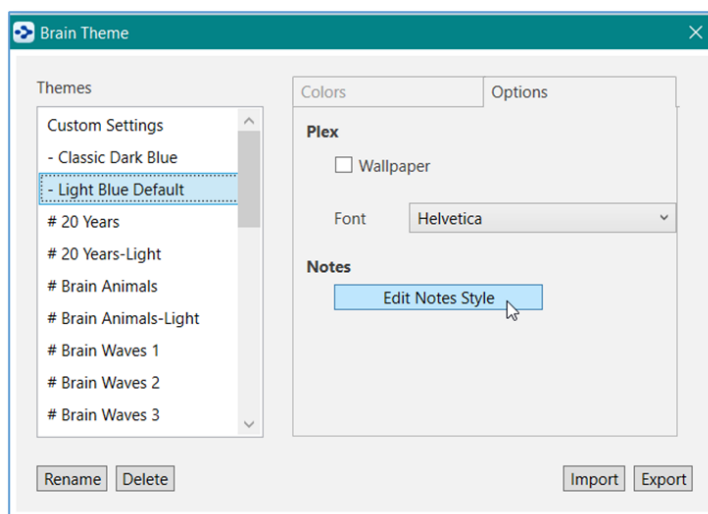 Brain Theme
Themes
Custom Settings
- Classic Dark Blue
- Light Blue Default
# 20 Years
# 20 Years-Light
# Brain Animals
# Brain Animals-Light
# Brain Waves 1
# Brain Waves 2
# Brain Waves 3
Rename Delete
Colors Options
Plex
Wallpaper
Font Helvetica
Notes
Edit Notes Style
Import Export